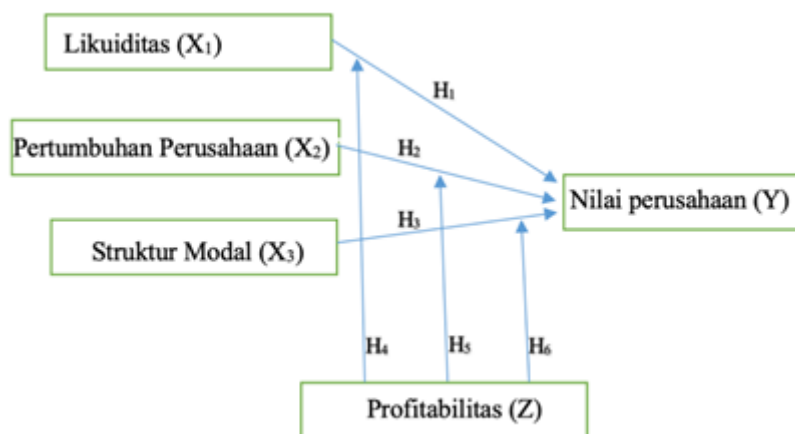 Likuiditas (X₁)
H₁
Pertumbuhan Perusahaan (X₂)
H₂
Nilai perusahaan (Y)
H₃
Struktur Modal (X₃)
H₄
H₅
H₆
Profitabilitas (Z)